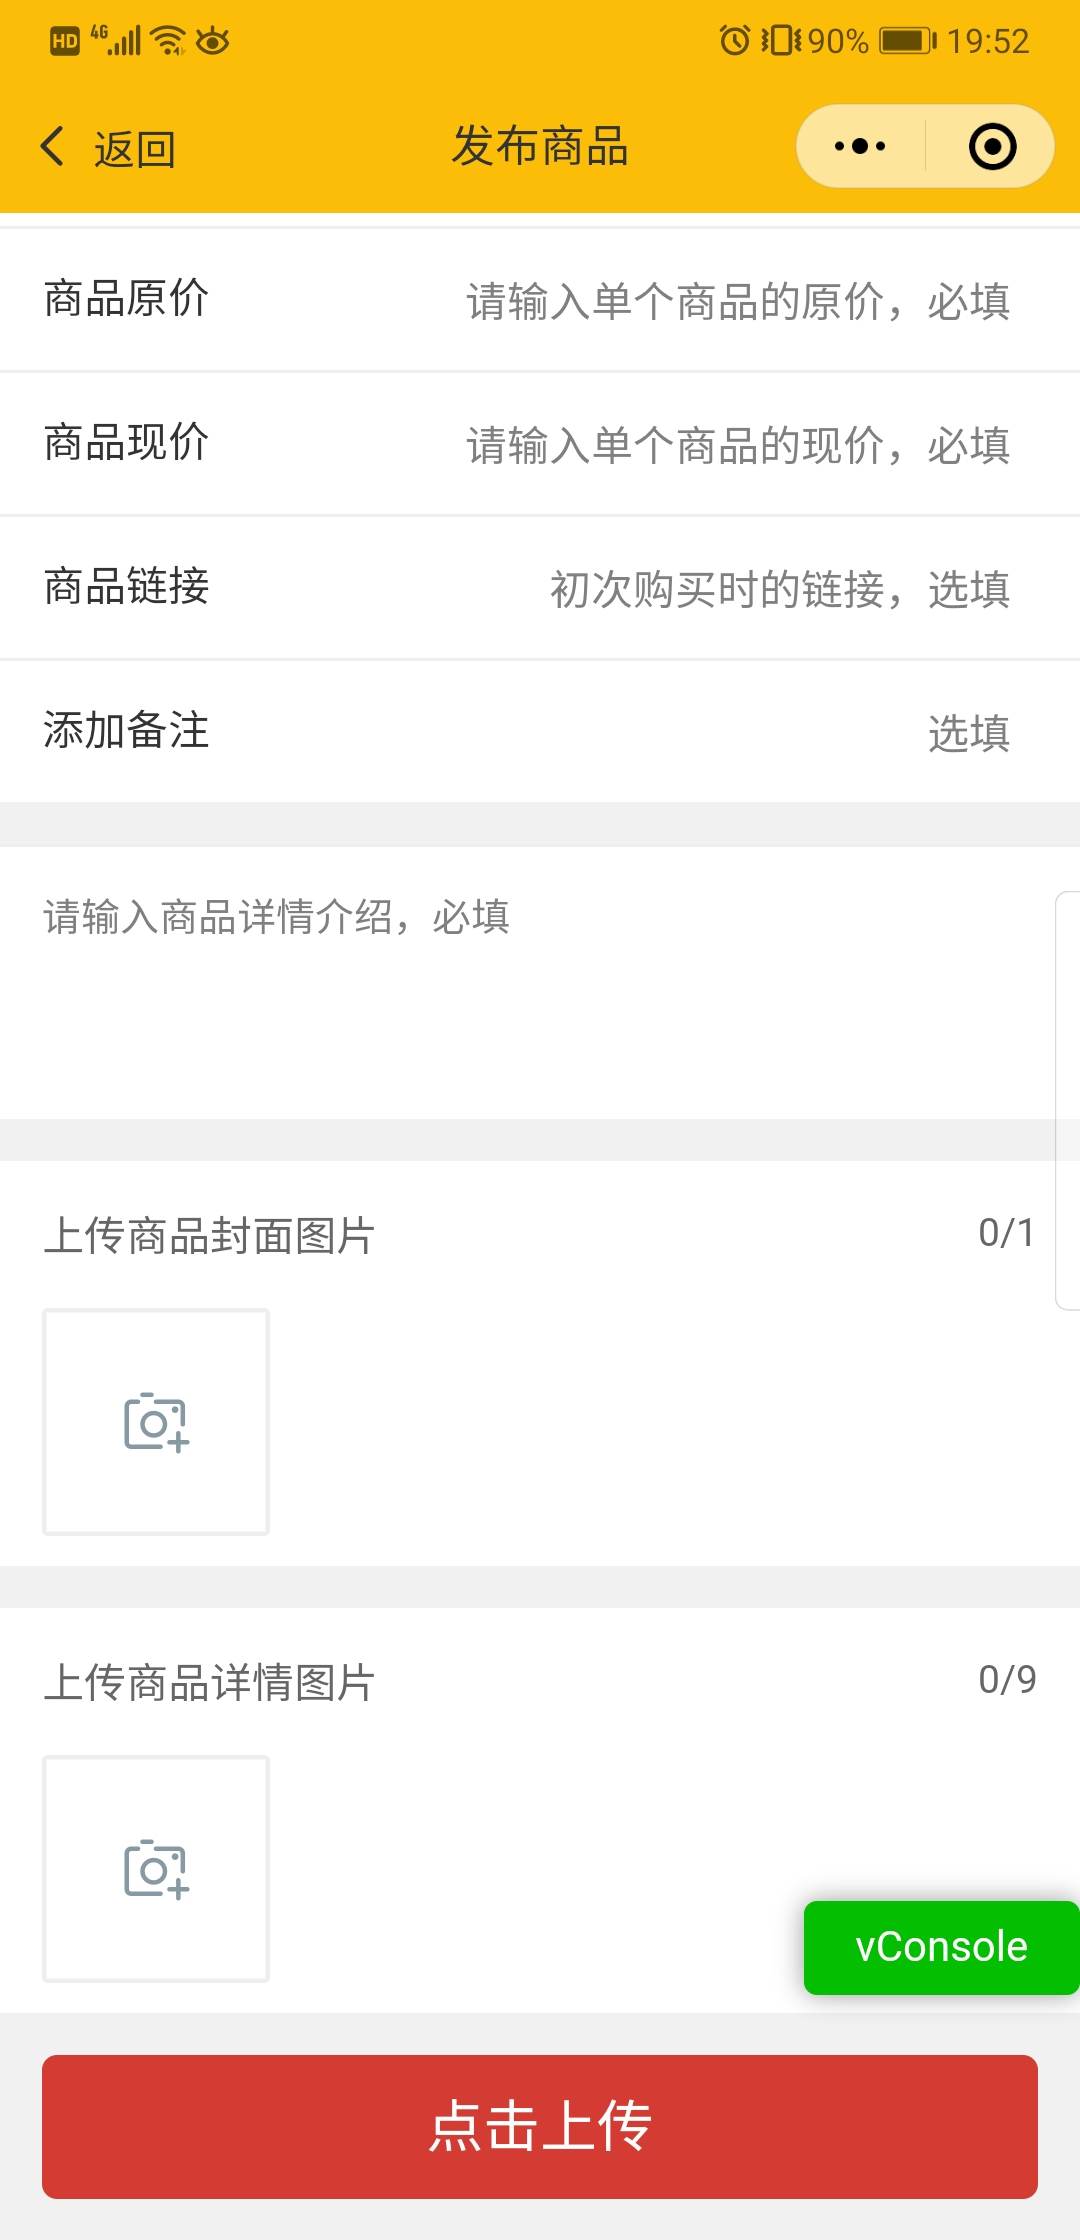 HD 4G 90% 19:52
返回 发布商品
商品原价 请输入单个商品的原价，必填
商品现价 请输入单个商品的现价，必填
商品链接 初次购买时的链接，选填
添加备注 选填
请输入商品详情介绍，必填
上传商品封面图片 0/1
上传商品详情图片 0/9
vConsole
点击上传